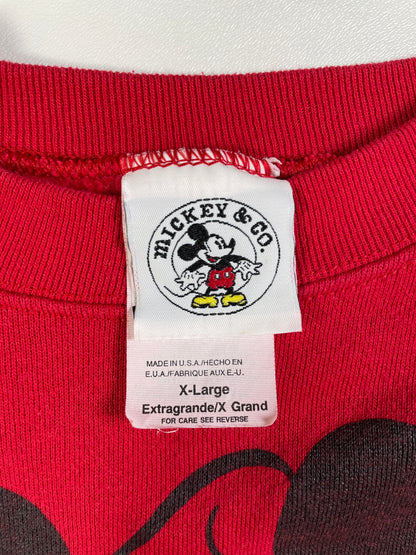 MICKEY & CO.
MADE IN U.S.A./HECHO EN
E.U.A./FABRIQUE AUX E.-U.
X-Large
Extragrande/X Grand
FOR CARE SEE REVERSE